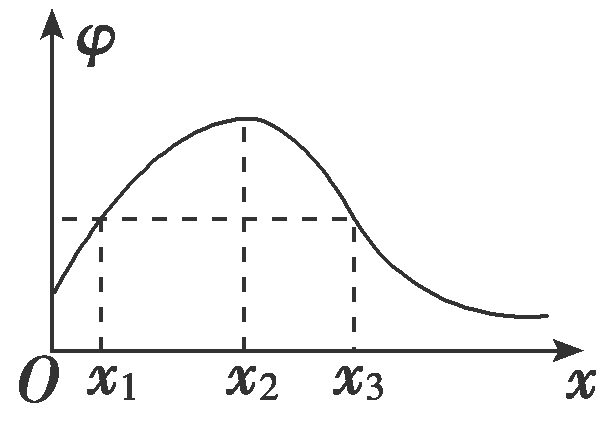 φ
O x₁ x₂ x₃ x